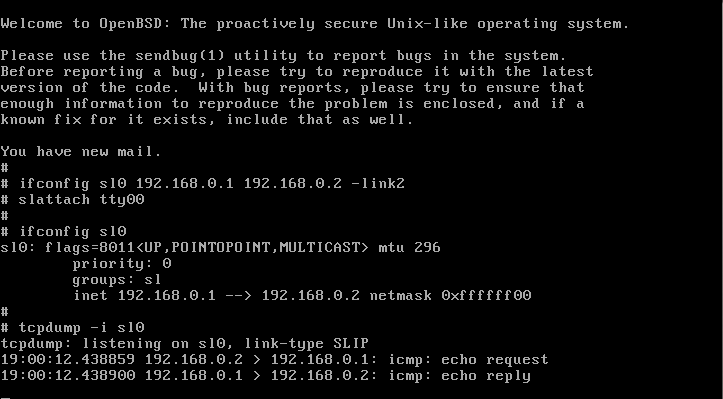 Welcome to OpenBSD: The proactively secure Unix-like operating system.
Please use the sendbug(1) utility to report bugs in the system.
Before reporting a bug, please try to reproduce it with the latest
version of the code.  With bug reports, please try to ensure that
enough information to reproduce the problem is enclosed, and if a
known fix for it exists, include that as well.
You have new mail.
#
# ifconfig sl0 192.168.0.1 192.168.0.2 -link2
# slattach tty00
#
# ifconfig sl0
sl0: flags=8011<UP,POINTOPOINT,MULTICAST> mtu 296
        priority: 0
        groups: sl
        inet 192.168.0.1 --> 192.168.0.2 netmask 0xffffff00
#
# tcpdump -i sl0
tcpdump: listening on sl0, link-type SLIP
19:00:12.438859 192.168.0.2 > 192.168.0.1: icmp: echo request
19:00:12.438900 192.168.0.1 > 192.168.0.2: icmp: echo reply